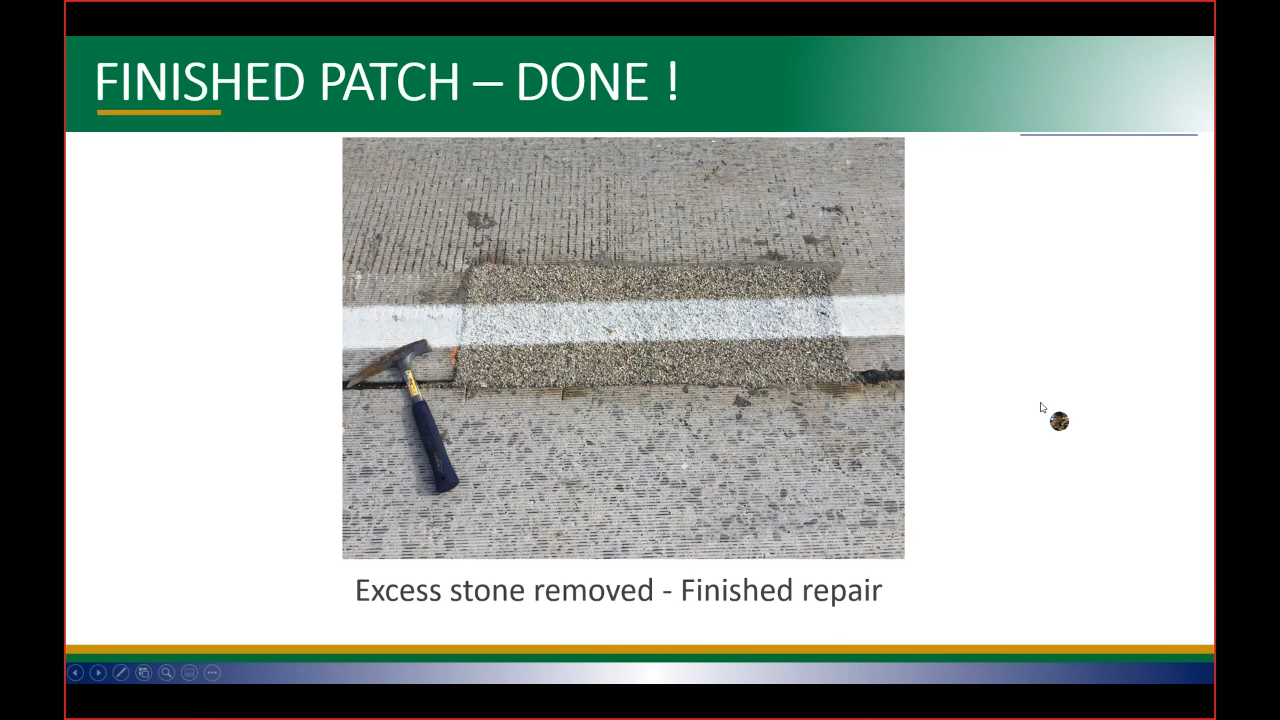 FINISHED PATCH – DONE !
Excess stone removed - Finished repair